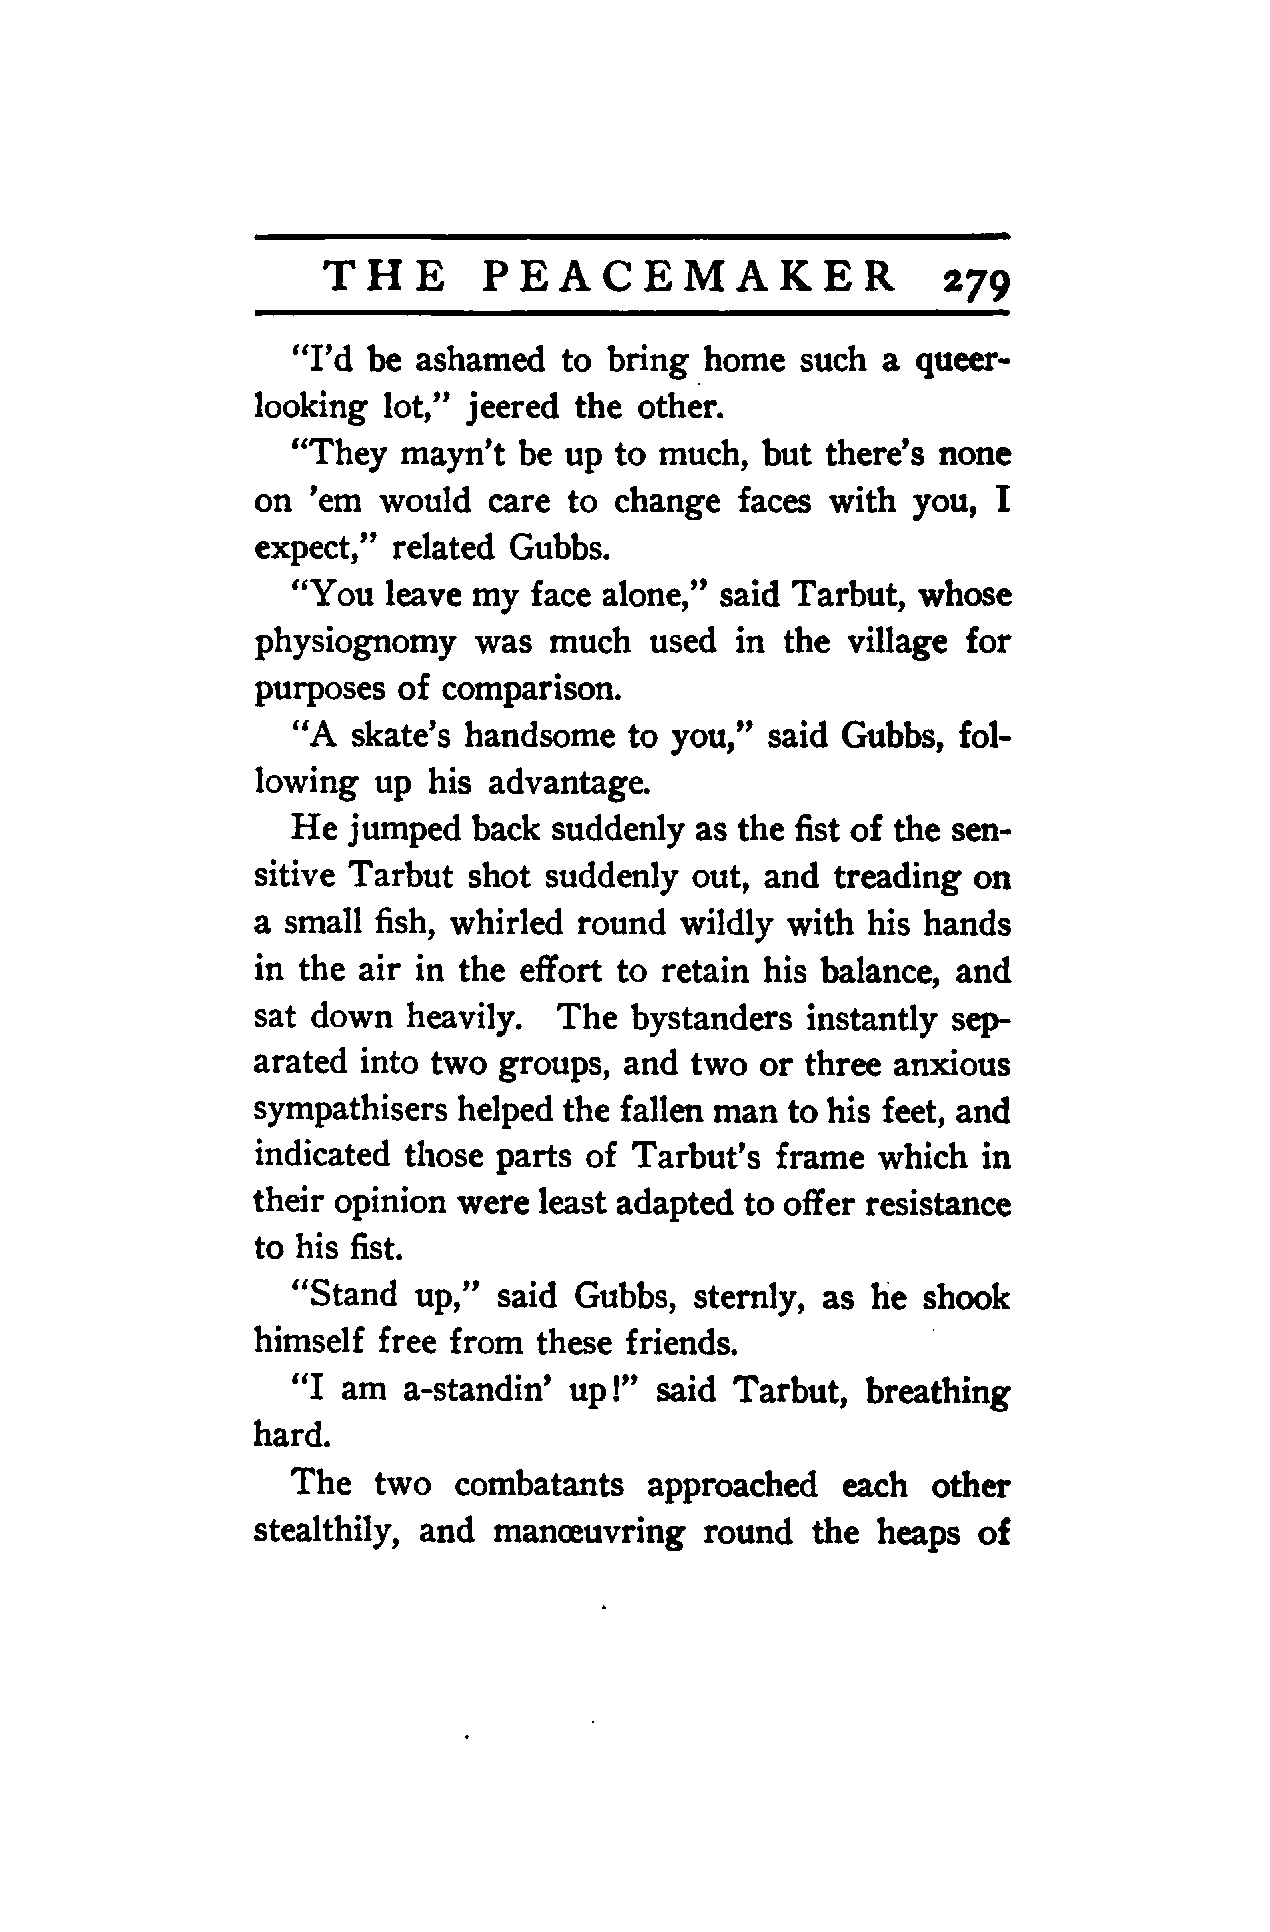 THE PEACEMAKER 279
“I’d be ashamed to bring home such a queer-
looking lot,” jeered the other.
“They mayn’t be up to much, but there’s none
on ’em would care to change faces with you, I
expect,” related Gubbs.
“You leave my face alone,” said Tarbut, whose
physiognomy was much used in the village for
purposes of comparison.
“A skate’s handsome to you,” said Gubbs, fol-
lowing up his advantage.
He jumped back suddenly as the fist of the sen-
sitive Tarbut shot suddenly out, and treading on
a small fish, whirled round wildly with his hands
in the air in the effort to retain his balance, and
sat down heavily. The bystanders instantly sep-
arated into two groups, and two or three anxious
sympathisers helped the fallen man to his feet, and
indicated those parts of Tarbut’s frame which in
their opinion were least adapted to offer resistance
to his fist.
“Stand up,” said Gubbs, sternly, as he shook
himself free from these friends.
“I am a-standin’ up!” said Tarbut, breathing
hard.
The two combatants approached each other
stealthily, and manœuvring round the heaps of